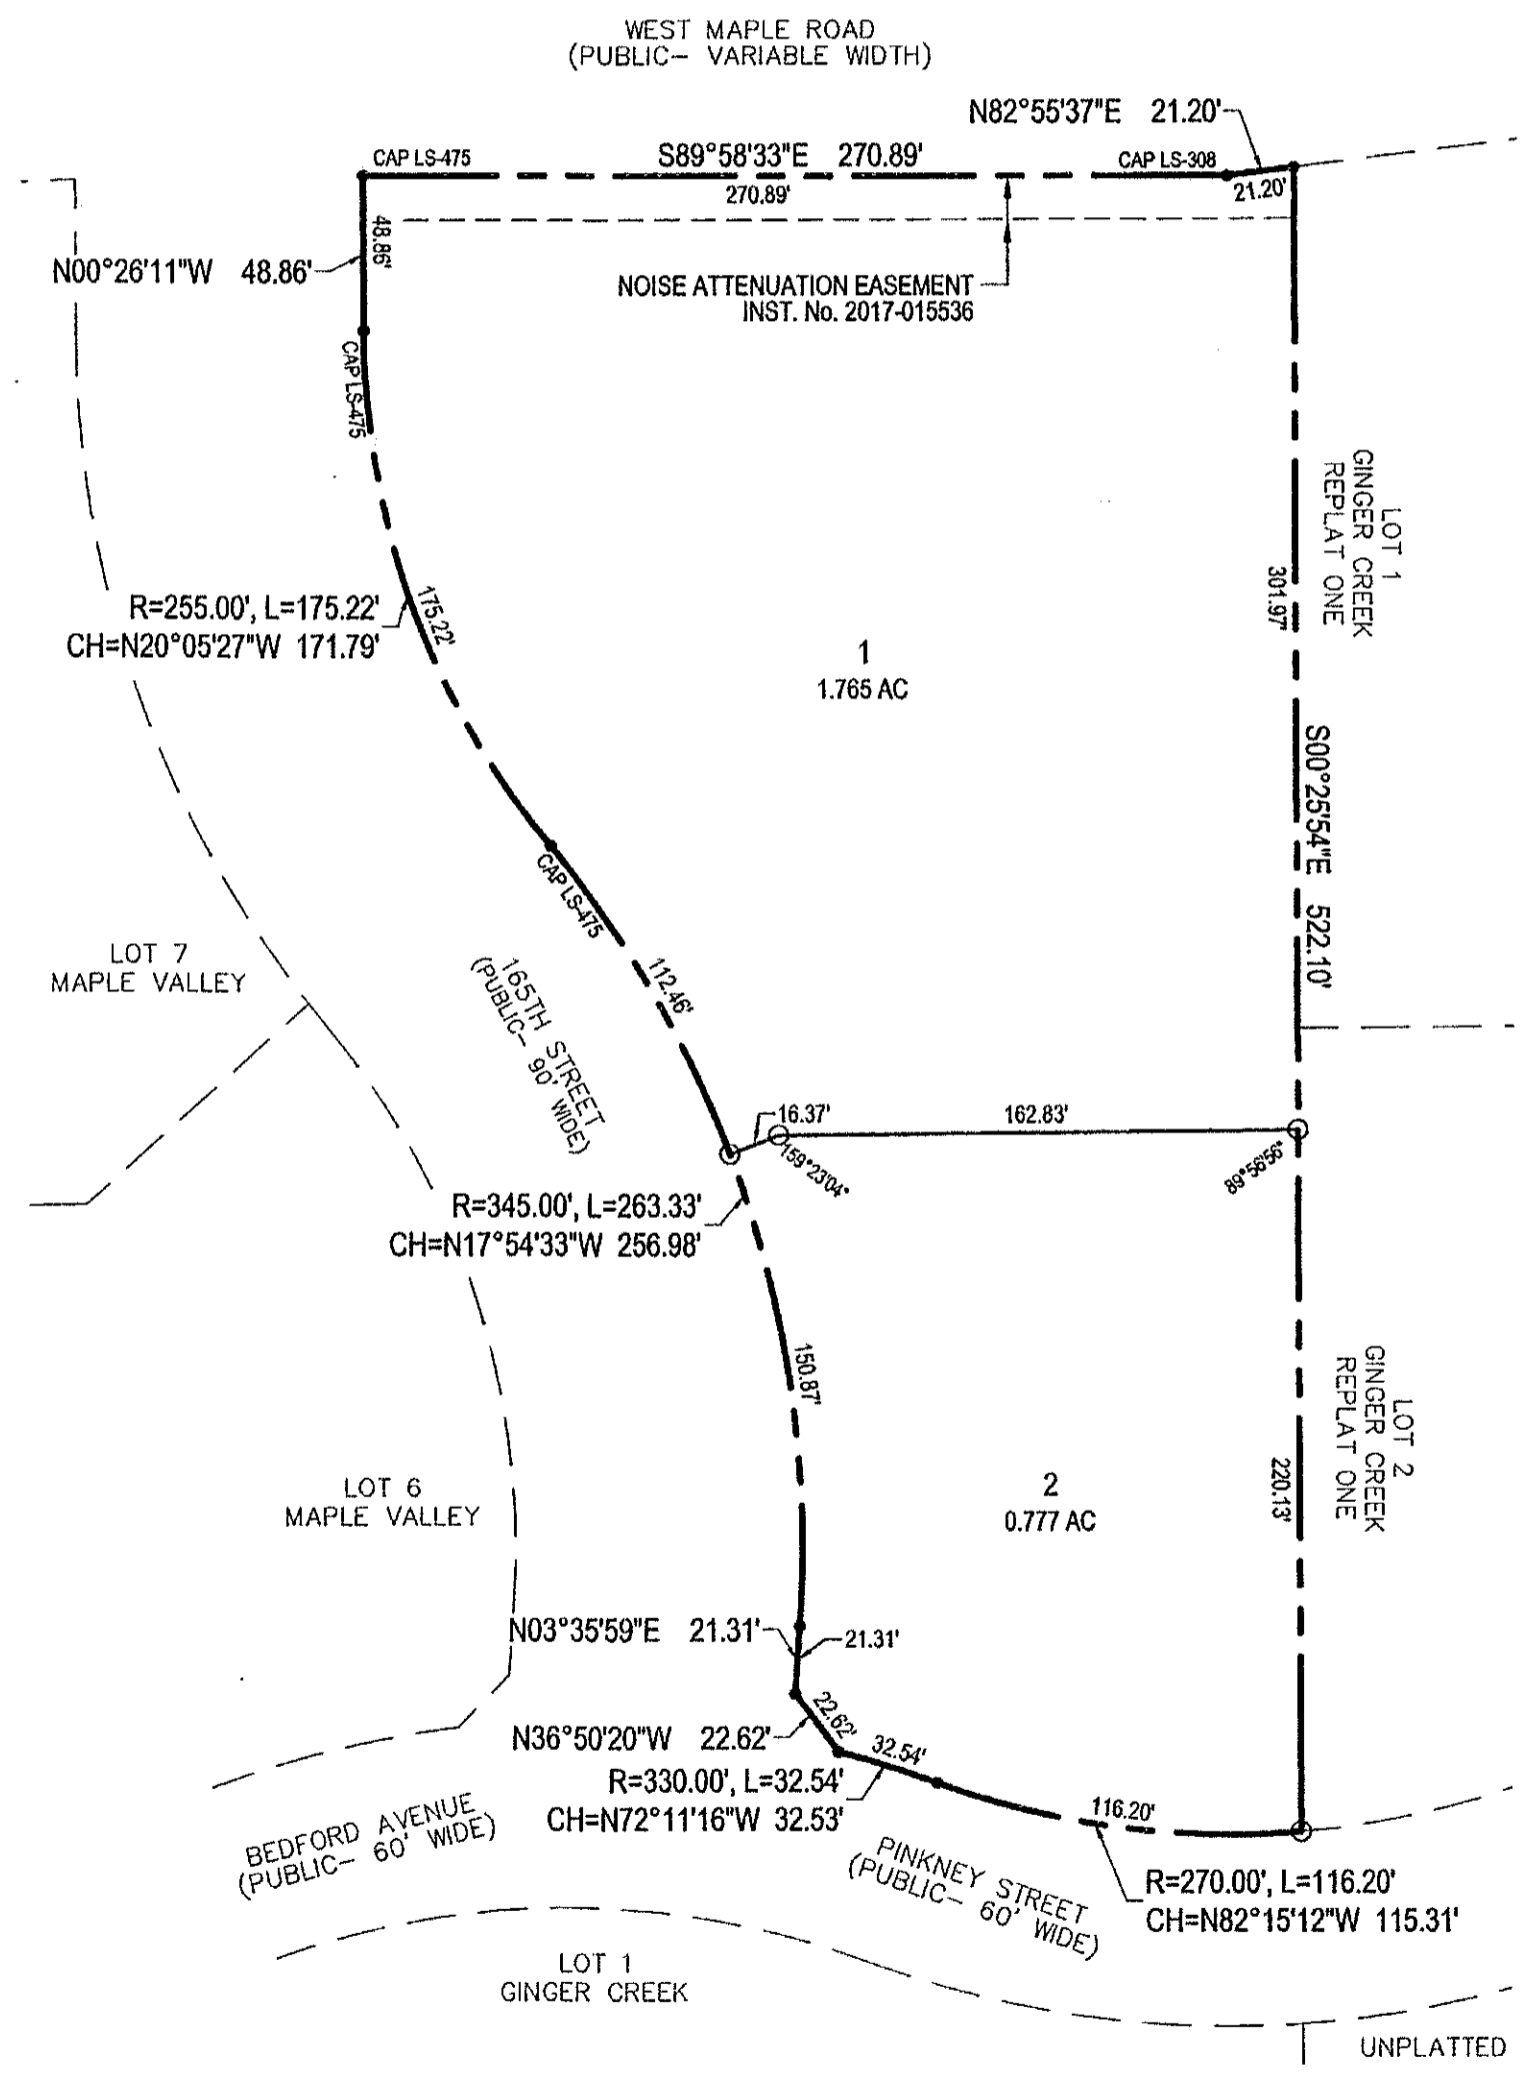 WEST MAPLE ROAD
(PUBLIC- VARIABLE WIDTH)
N82°55'37"E 21.20'
CAP LS-475
S89°58'33"E 270.89'
CAP LS-308
270.89'
21.20'
48.86'
N00°26'11"W 48.86'
NOISE ATTENUATION EASEMENT
INST. No. 2017-015536
CAP LS-475
LOT 1
GINGER CREEK
REPLAT ONE
301.97'
R=255.00', L=175.22'
CH=N20°05'27"W 171.79'
175.22'
1
1.765 AC
S00°25'54"E 522.10'
CAP LS-475
LOT 7
MAPLE VALLEY
112.46'
165TH STREET
(PUBLIC- 90' WIDE)
16.37'
162.83'
159°23'04"
89°56'56"
R=345.00', L=263.33'
CH=N17°54'33"W 256.98'
150.87'
LOT 2
GINGER CREEK
REPLAT ONE
220.13'
LOT 6
MAPLE VALLEY
2
0.777 AC
N03°35'59"E 21.31'
21.31'
22.62'
N36°50'20"W 22.62'
32.54'
R=330.00', L=32.54'
CH=N72°11'16"W 32.53'
116.20'
BEDFORD AVENUE
(PUBLIC- 60' WIDE)
PINKNEY STREET
(PUBLIC- 60' WIDE)
R=270.00', L=116.20'
CH=N82°15'12"W 115.31'
LOT 1
GINGER CREEK
UNPLATTED